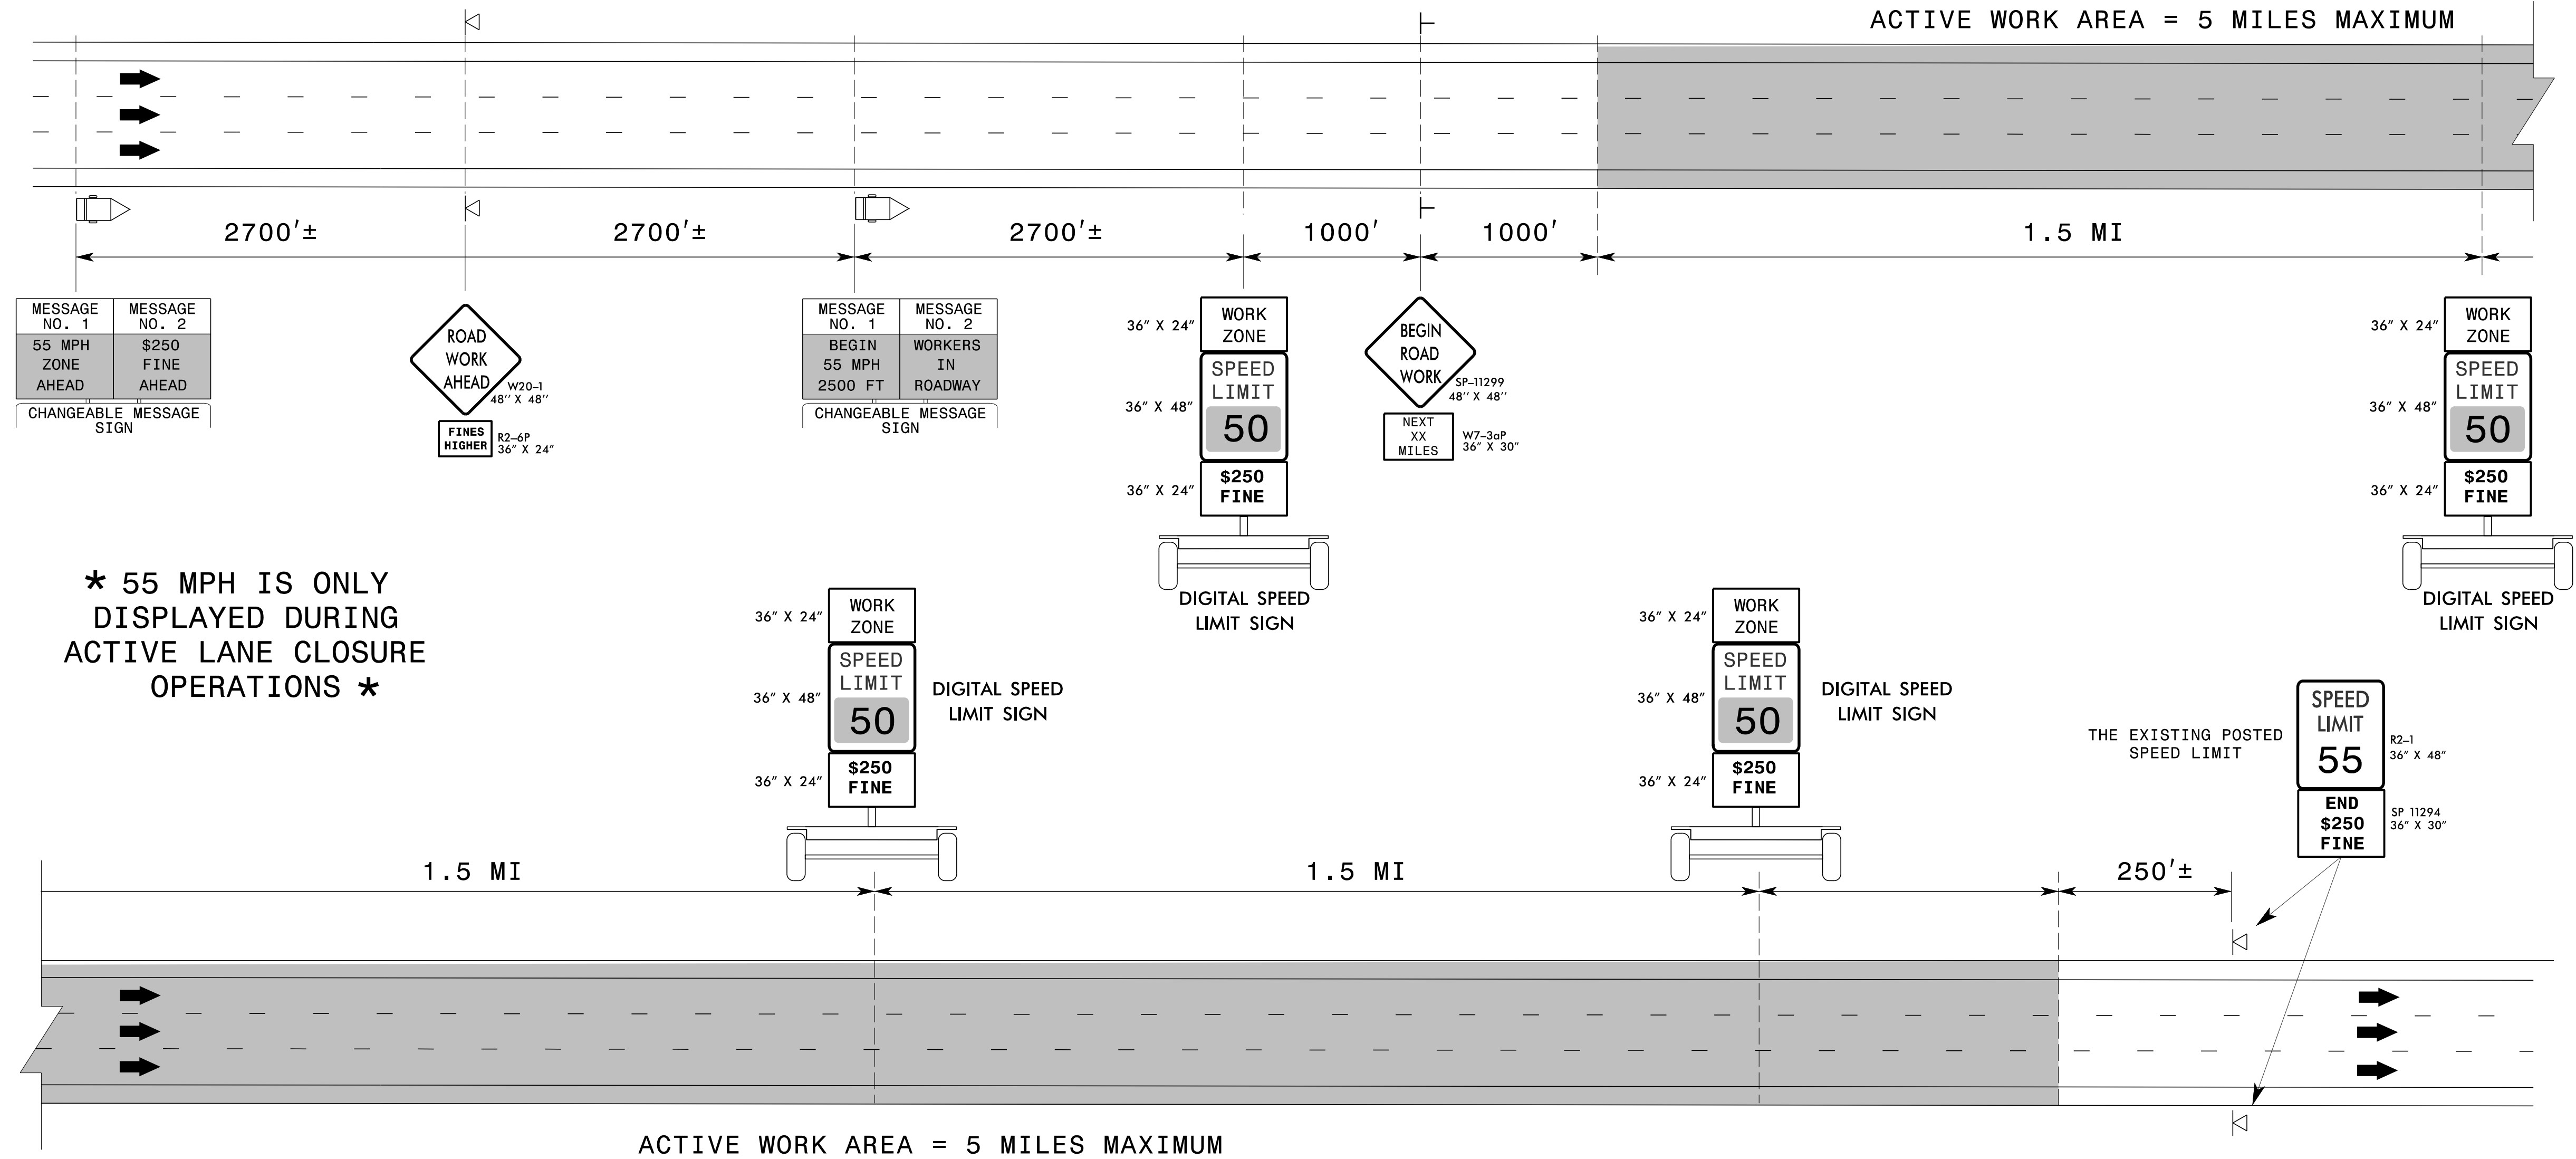 ACTIVE WORK AREA = 5 MILES MAXIMUM
2700'±
2700'±
2700'±
1000'
1000'
1.5 MI
MESSAGE NO. 1
MESSAGE NO. 2
55 MPH
ZONE
AHEAD
$250
FINE
AHEAD
CHANGEABLE MESSAGE
SIGN
ROAD
WORK
AHEAD
W20-1
48'' X 48''
FINES
HIGHER
R2-6P
36" X 24"
MESSAGE NO. 1
MESSAGE NO. 2
BEGIN
55 MPH
2500 FT
WORKERS
IN
ROADWAY
CHANGEABLE MESSAGE
SIGN
36" X 24"
WORK
ZONE
36" X 48"
SPEED
LIMIT
50
36" X 24"
$250
FINE
DIGITAL SPEED
LIMIT SIGN
BEGIN
ROAD
WORK
SP-11299
48'' X 48''
NEXT
XX
MILES
W7-3aP
36" X 30"
36" X 24"
WORK
ZONE
36" X 48"
SPEED
LIMIT
50
36" X 24"
$250
FINE
DIGITAL SPEED
LIMIT SIGN
* 55 MPH IS ONLY
DISPLAYED DURING
ACTIVE LANE CLOSURE
OPERATIONS *
36" X 24"
WORK
ZONE
36" X 48"
SPEED
LIMIT
50
36" X 24"
$250
FINE
DIGITAL SPEED
LIMIT SIGN
36" X 24"
WORK
ZONE
36" X 48"
SPEED
LIMIT
50
36" X 24"
$250
FINE
DIGITAL SPEED
LIMIT SIGN
THE EXISTING POSTED
SPEED LIMIT
SPEED
LIMIT
55
R2-1
36" X 48"
END
$250
FINE
SP 11294
36" X 30"
1.5 MI
1.5 MI
250'±
ACTIVE WORK AREA = 5 MILES MAXIMUM